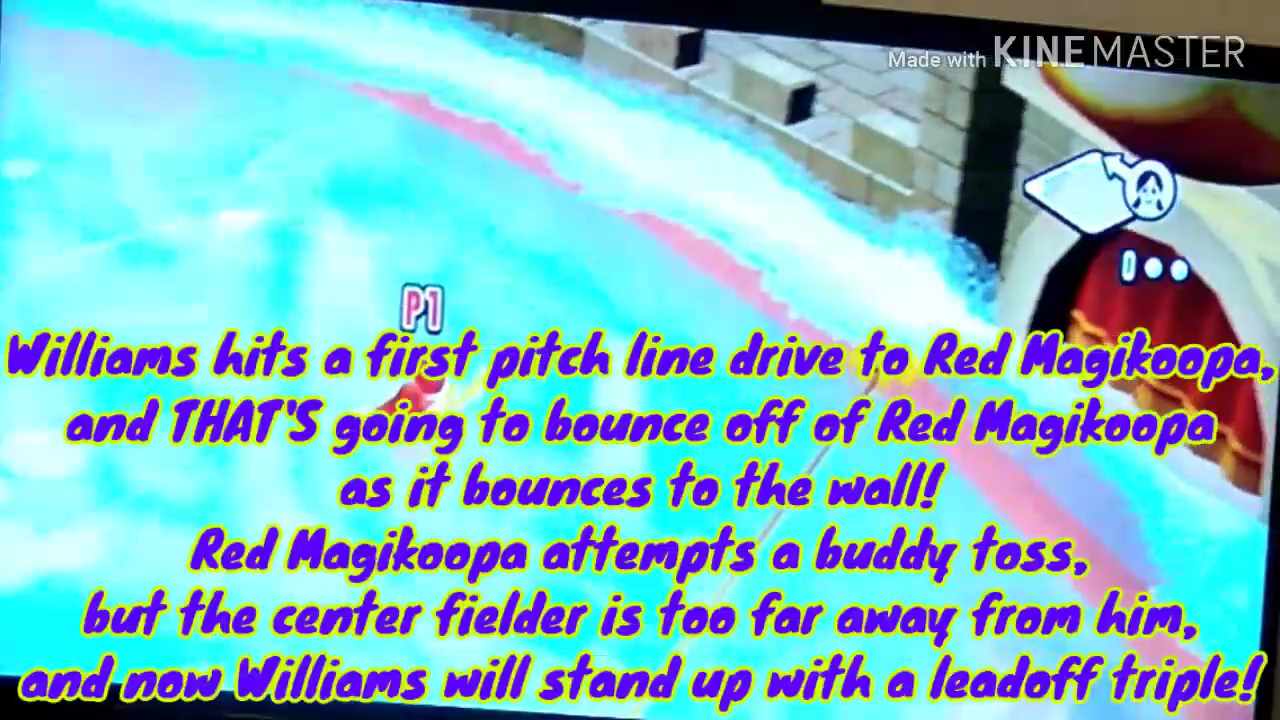 Made with KINEMASTER
0
P1
Williams hits a first pitch line drive to Red Magikoopa,
and THAT'S going to bounce off of Red Magikoopa
as it bounces to the wall!
Red Magikoopa attempts a buddy toss,
but the center fielder is too far away from him,
and now Williams will stand up with a leadoff triple!